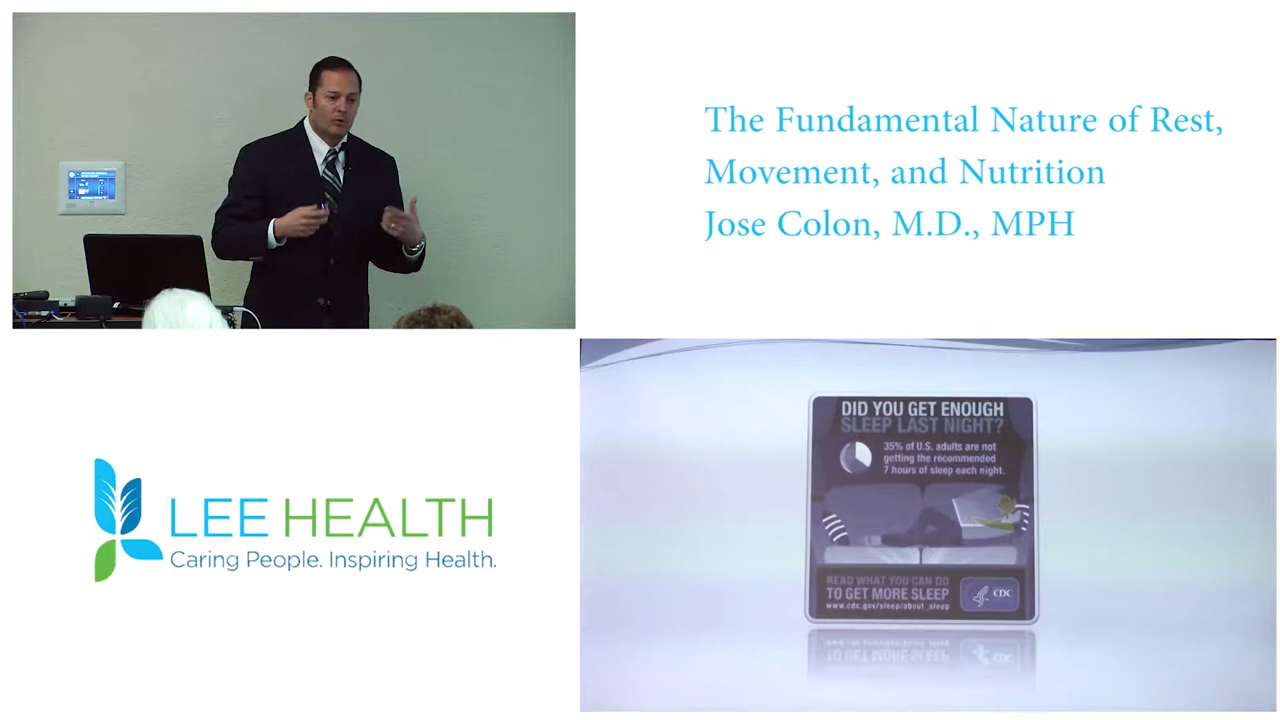 The Fundamental Nature of Rest,
Movement, and Nutrition
Jose Colon, M.D., MPH
LEE HEALTH
Caring People. Inspiring Health.
DID YOU GET ENOUGH
SLEEP LAST NIGHT?
35% of U.S. adults are not
getting the recommended
7 hours of sleep each night.
READ WHAT YOU CAN DO
TO GET MORE SLEEP
www.cdc.gov/sleep/about_sleep
CDC